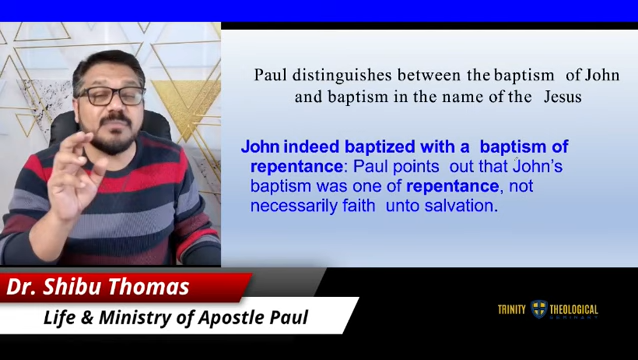 Paul distinguishes between the baptism of John
and baptism in the name of the Jesus
John indeed baptized with a baptism of
repentance: Paul points out that John's
baptism was one of repentance, not
necessarily faith unto salvation.
Dr. Shibu Thomas
Life & Ministry of Apostle Paul
TRINITY THEOLOGICAL
SEMINARY